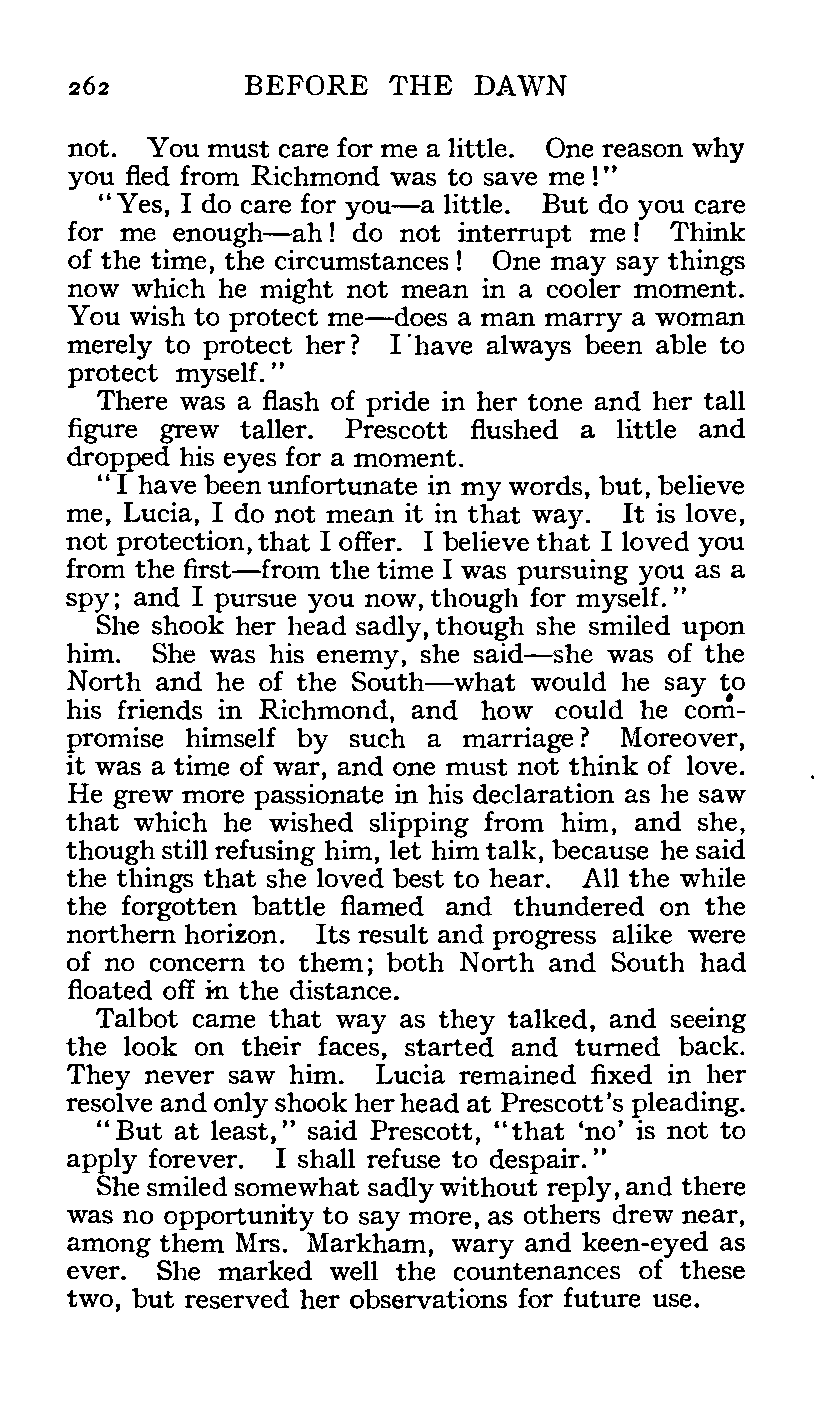 262 BEFORE THE DAWN
not. You must care for me a little. One reason why
you fled from Richmond was to save me!"
"Yes, I do care for you—a little. But do you care
for me enough—ah! do not interrupt me! Think
of the time, the circumstances! One may say things
now which he might not mean in a cooler moment.
You wish to protect me—does a man marry a woman
merely to protect her? I have always been able to
protect myself."
There was a flash of pride in her tone and her tall
figure grew taller. Prescott flushed a little and
dropped his eyes for a moment.
"I have been unfortunate in my words, but, believe
me, Lucia, I do not mean it in that way. It is love,
not protection, that I offer. I believe that I loved you
from the first—from the time I was pursuing you as a
spy; and I pursue you now, though for myself."
She shook her head sadly, though she smiled upon
him. She was his enemy, she said—she was of the
North and he of the South—what would he say to
his friends in Richmond, and how could he com-
promise himself by such a marriage? Moreover,
it was a time of war, and one must not think of love.
He grew more passionate in his declaration as he saw
that which he wished slipping from him, and she,
though still refusing him, let him talk, because he said
the things that she loved best to hear. All the while
the forgotten battle flamed and thundered on the
northern horizon. Its result and progress alike were
of no concern to them; both North and South had
floated off in the distance.
Talbot came that way as they talked, and seeing
the look on their faces, started and turned back.
They never saw him. Lucia remained fixed in her
resolve and only shook her head at Prescott's pleading.
"But at least," said Prescott, "that 'no' is not to
apply forever. I shall refuse to despair."
She smiled somewhat sadly without reply, and there
was no opportunity to say more, as others drew near,
among them Mrs. Markham, wary and keen-eyed as
ever. She marked well the countenances of these
two, but reserved her observations for future use.